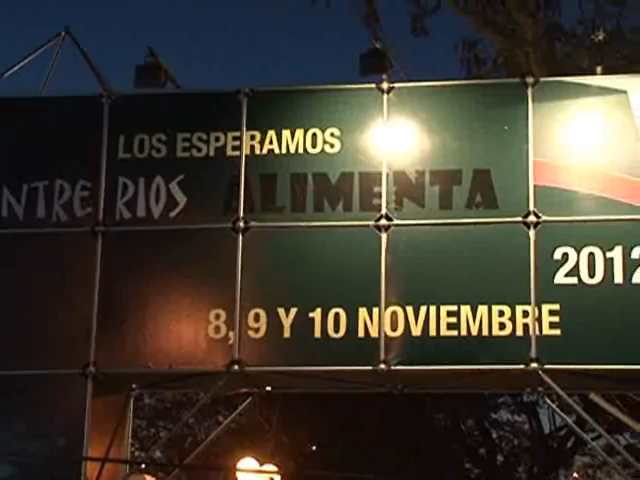 LOS ESPERAMOS
NTRE RIOS ALIMENTA
2012
8, 9 Y 10 NOVIEMBRE